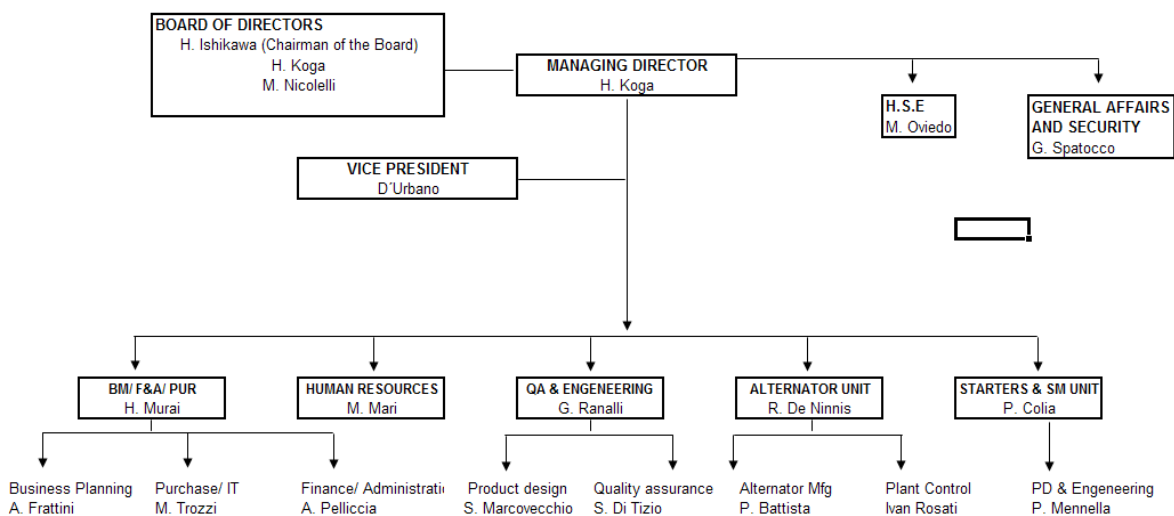 BOARD OF DIRECTORS
H. Ishikawa (Chairman of the Board)
H. Koga
M. Nicolelli
MANAGING DIRECTOR
H. Koga
H.S.E
M. Oviedo
GENERAL AFFAIRS
AND SECURITY
G. Spatocco
VICE PRESIDENT
D´Urbano
BM/ F&A/ PUR
H. Murai
HUMAN RESOURCES
M. Mari
QA & ENGENEERING
G. Ranalli
ALTERNATOR UNIT
R. De Ninnis
STARTERS & SM UNIT
P. Colia
Business Planning
A. Frattini
Purchase/ IT
M. Trozzi
Finance/ Administratic
A. Pelliccia
Product design
S. Marcovecchio
Quality assurance
S. Di Tizio
Alternator Mfg
P. Battista
Plant Control
Ivan Rosati
PD & Engeneering
P. Mennella